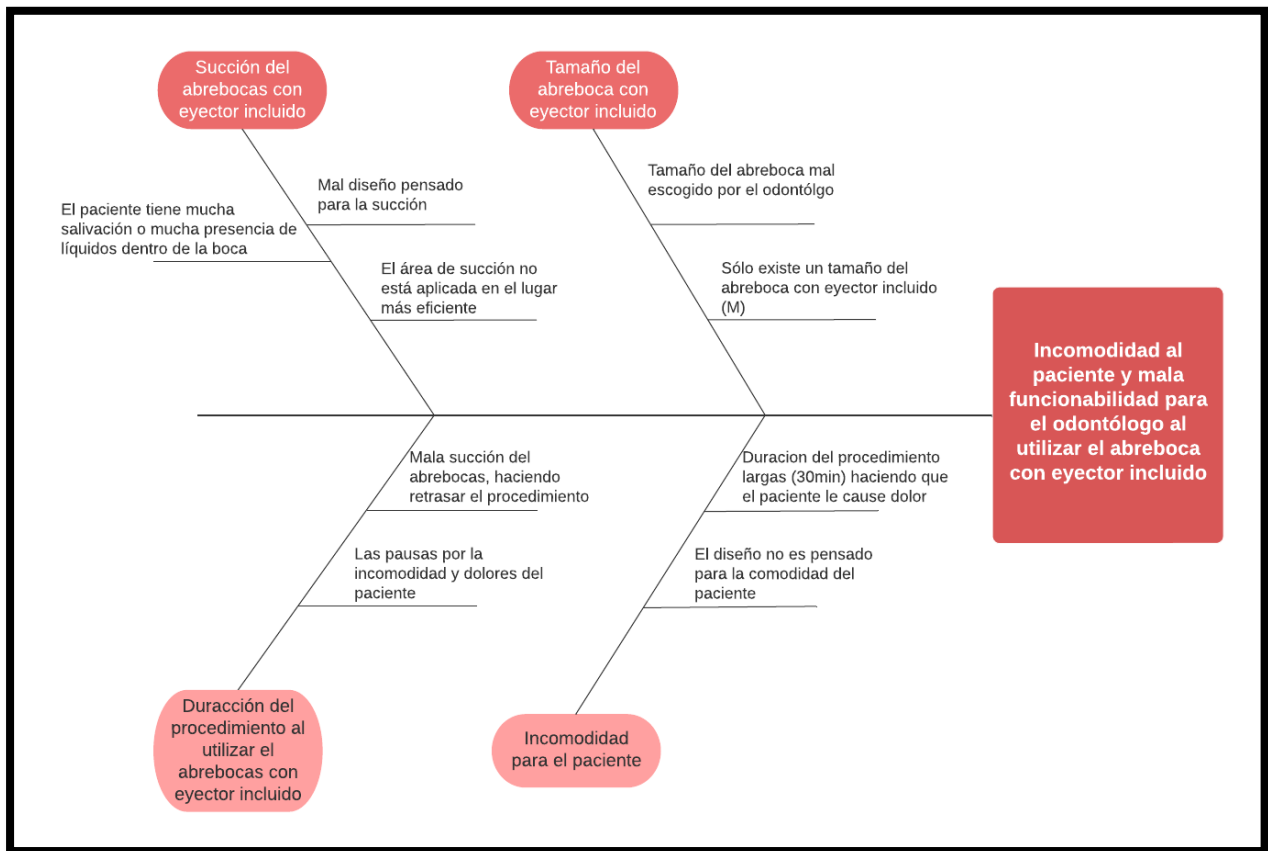 Succión del
abrebocas con
eyector incluido
Tamaño del
abreboca con
eyector incluido
Mal diseño pensado
para la succión
Tamaño del abreboca mal
escogido por el odontólgo
El paciente tiene mucha
salivación o mucha presencia de
líquidos dentro de la boca
El área de succión no
está aplicada en el lugar
más eficiente
Sólo existe un tamaño del
abreboca con eyector incluido
(M)
Incomodidad al
paciente y mala
funcionabilidad para
el odontólogo al
utilizar el abreboca
con eyector incluido
Mala succión del
abrebocas, haciendo
retrasar el procedimiento
Duracion del procedimiento
largas (30min) haciendo que
el paciente le cause dolor
Las pausas por la
incomodidad y dolores del
paciente
El diseño no es pensado
para la comodidad del
paciente
Duracción del
procedimiento al
utilizar el
abrebocas con
eyector incluido
Incomodidad
para el paciente